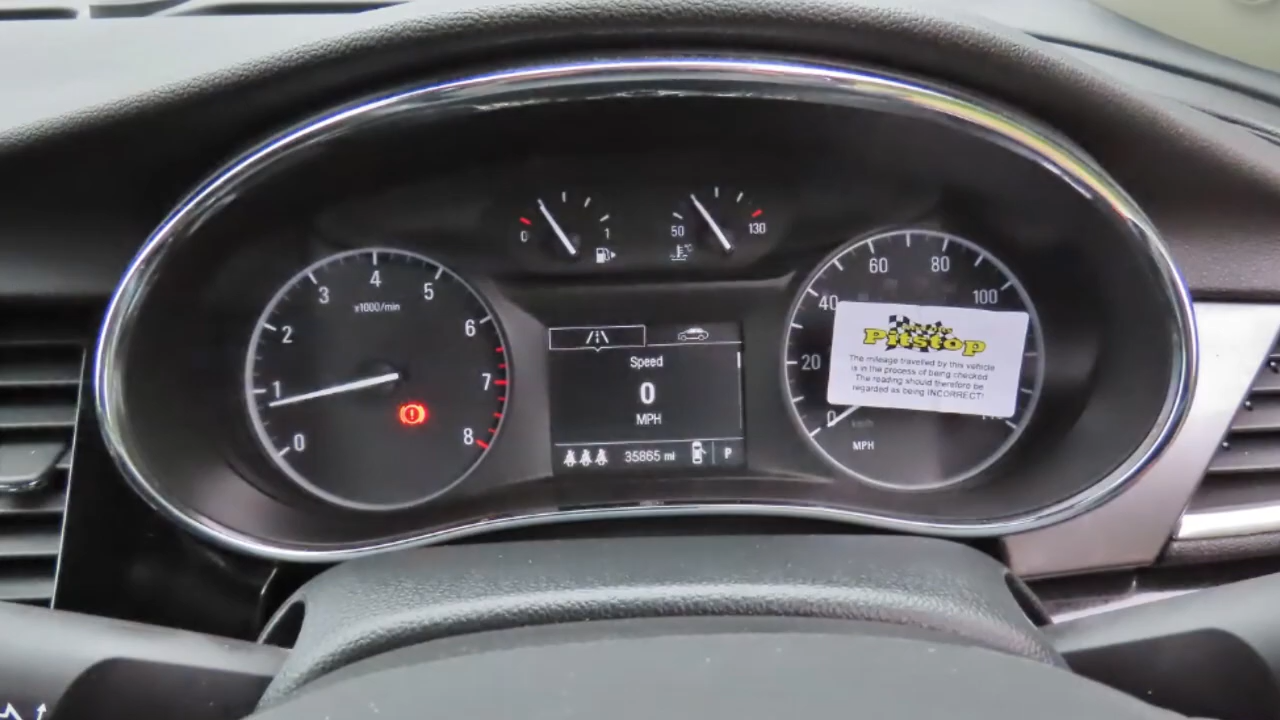 0 1
50 130
°C
0 1 2 3 4 5 6 7 8
x1000/min
Speed
0
MPH
35865 mi P
0 20 40 60 80 100
km/h
MPH
Pitstop
The mileage travelled by this vehicle
is in the process of being checked
The reading should therefore be
regarded as being INCORRECT!